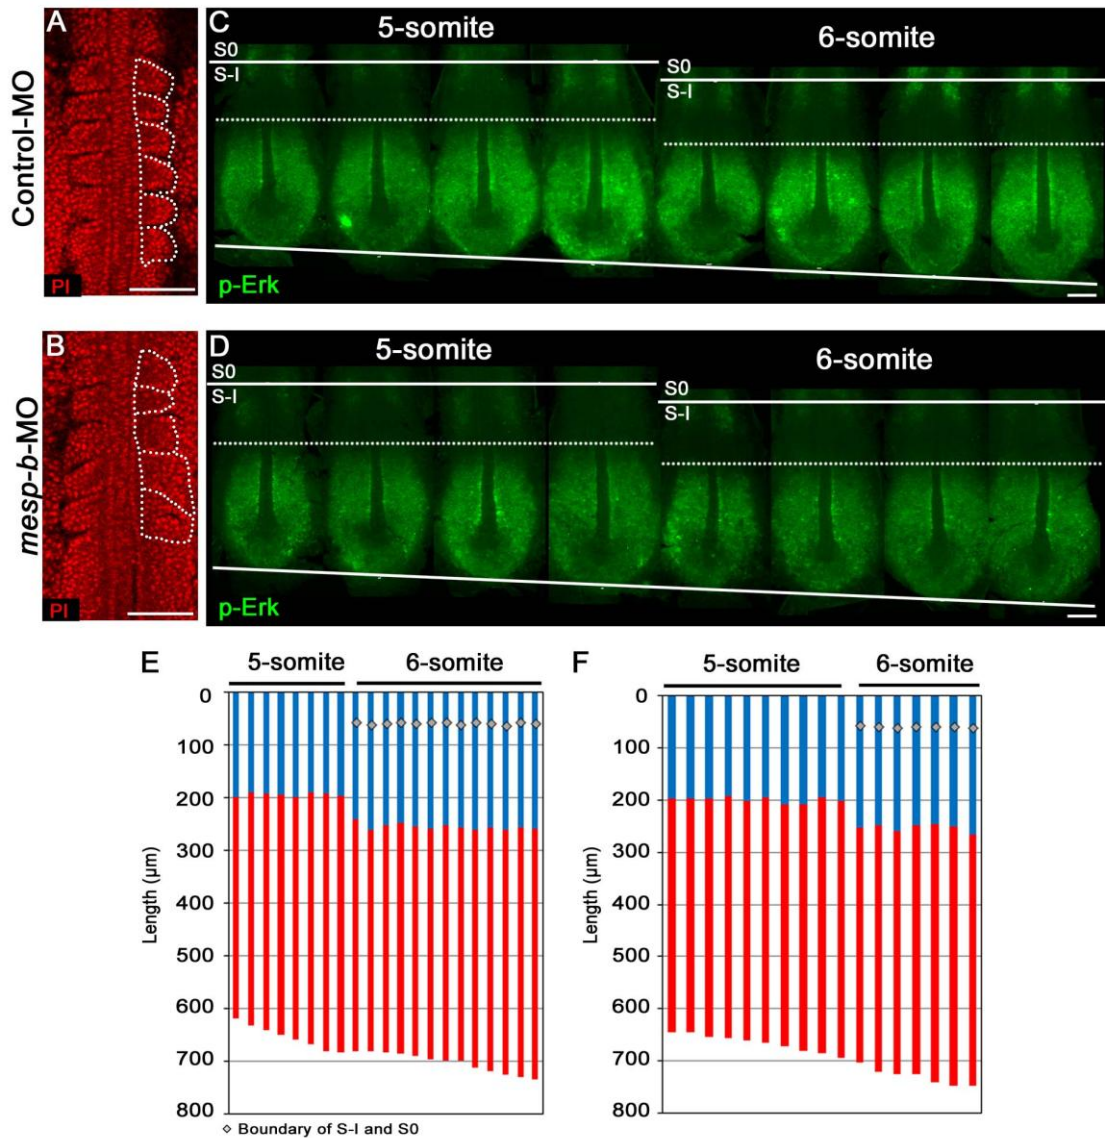 A
Control-MO
PI
C
5-somite
6-somite
S0
S-I
S0
S-I
p-Erk
B
mesp-b-MO
PI
D
5-somite
6-somite
S0
S-I
S0
S-I
p-Erk
E
5-somite
6-somite
Length (µm)
0
100
200
300
400
500
600
700
800
◇ Boundary of S-I and S0
F
5-somite
6-somite
Length (µm)
0
100
200
300
400
500
600
700
800